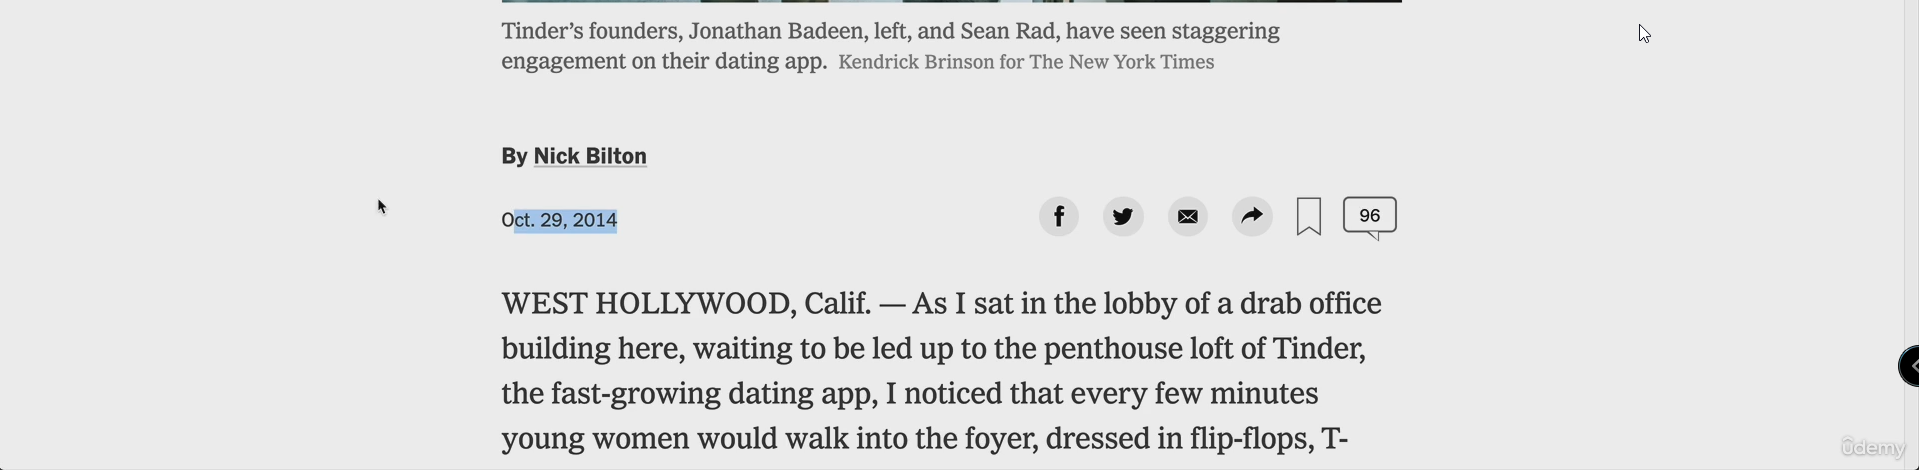 Tinder’s founders, Jonathan Badeen, left, and Sean Rad, have seen staggering
engagement on their dating app. Kendrick Brinson for The New York Times
By Nick Bilton
Oct. 29, 2014
96
WEST HOLLYWOOD, Calif. — As I sat in the lobby of a drab office
building here, waiting to be led up to the penthouse loft of Tinder,
the fast-growing dating app, I noticed that every few minutes
young women would walk into the foyer, dressed in flip-flops, T-
ûdemy